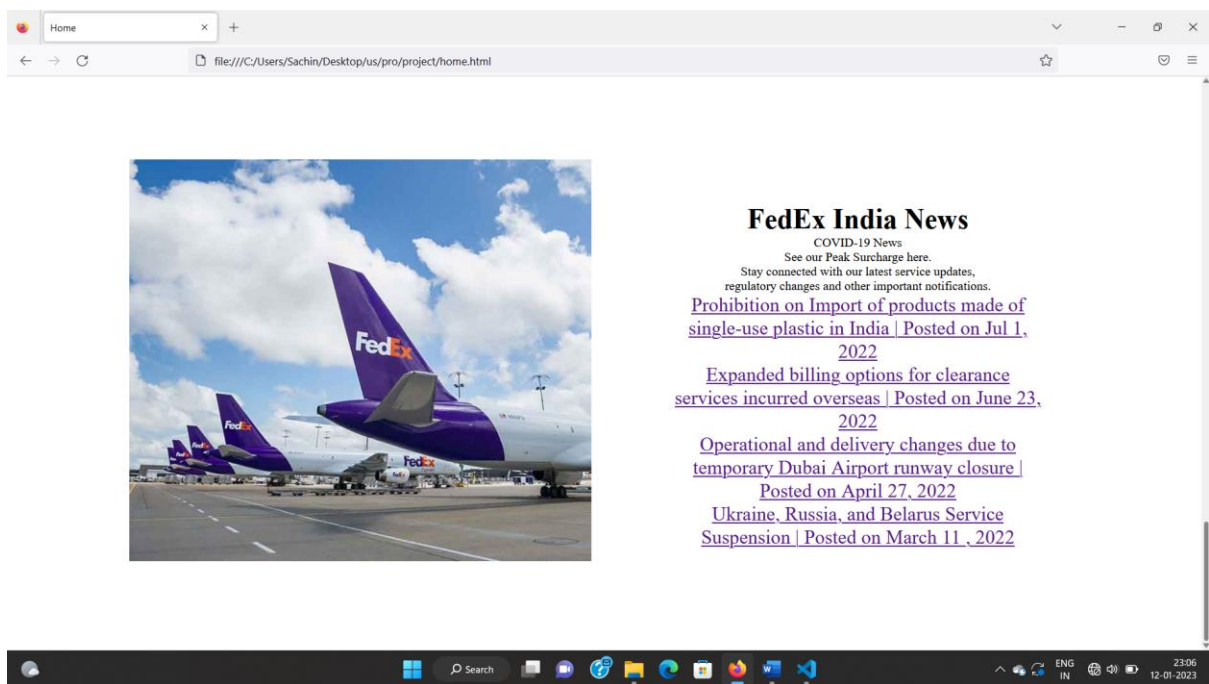 Home
file:///C:/Users/Sachin/Desktop/us/pro/project/home.html
FedEx
FedEx
FedEx
FedEx
FedEx India News
COVID-19 News
See our Peak Surcharge here.
Stay connected with our latest service updates,
regulatory changes and other important notifications.
Prohibition on Import of products made of
single-use plastic in India | Posted on Jul 1,
2022
Expanded billing options for clearance
services incurred overseas | Posted on June 23,
2022
Operational and delivery changes due to
temporary Dubai Airport runway closure |
Posted on April 27, 2022
Ukraine, Russia, and Belarus Service
Suspension | Posted on March 11 , 2022
Search
ENG
IN
23:06
12-01-2023